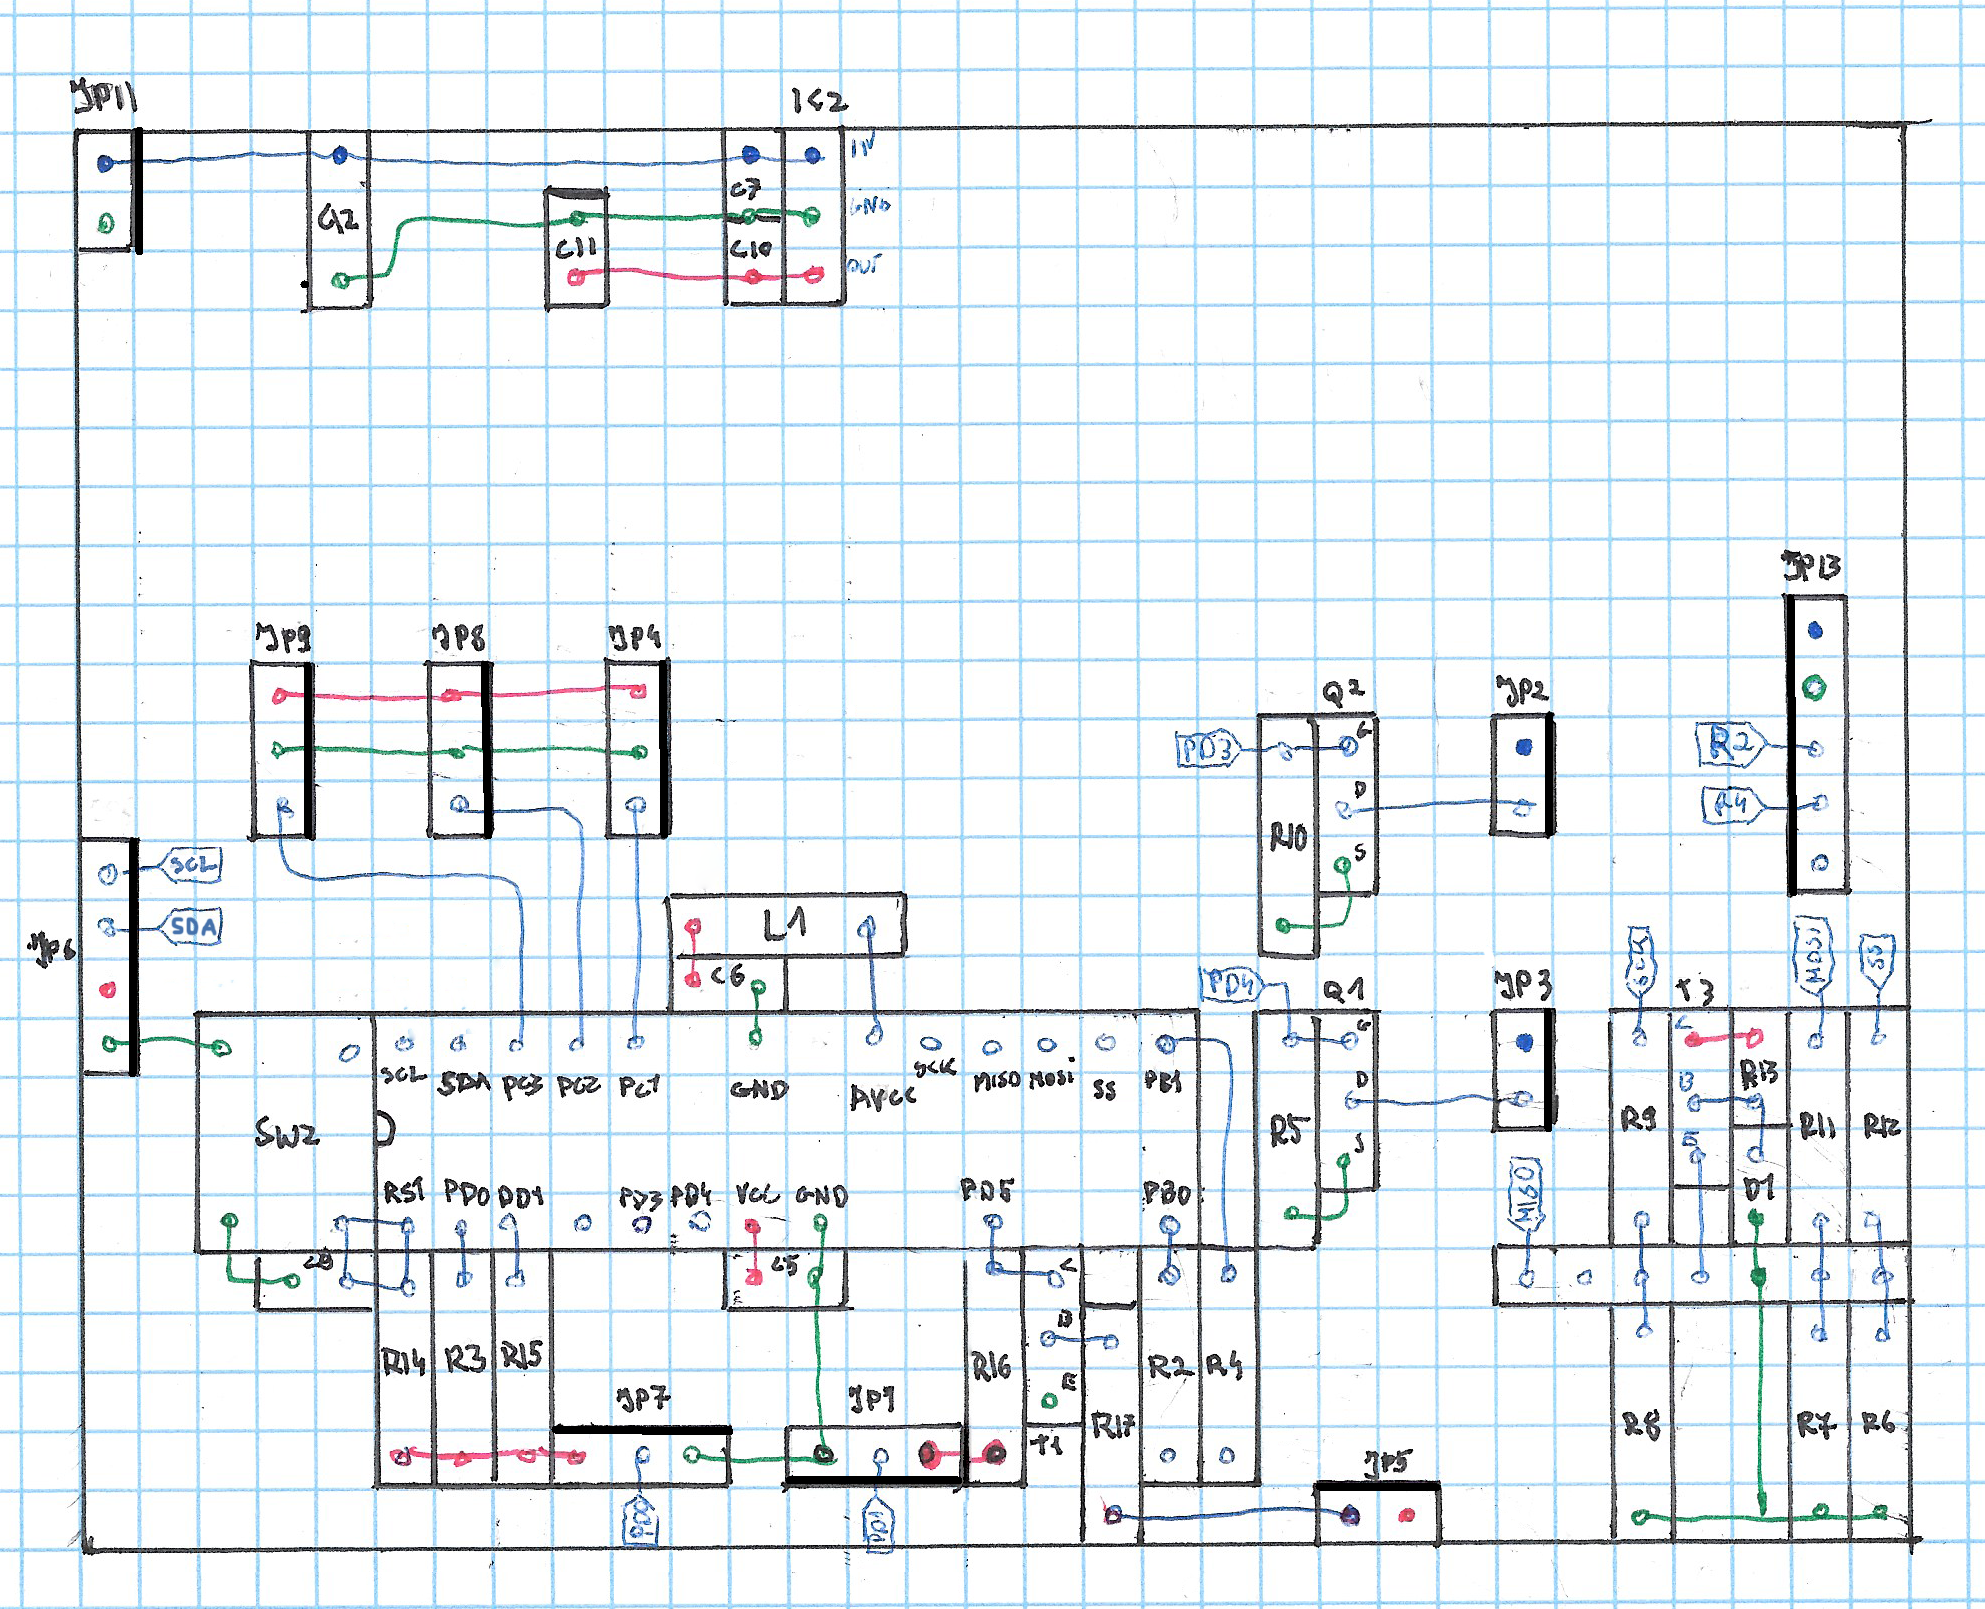 JP11
IC2
IN
C7
GND
C12
C11
C10
OUT
JP13
JP9
JP8
JP4
Q2
JP2
G
PD3
R2
D
R4
R10
S
SCL
SDA
L1
JP6
C6
PD4
Q1
JP3
SCK
T3
MOSI
SS
G
C
SCL
SDA
PC3
PC2
PC1
GND
AVCC
SCK
MISO
MOSI
SS
PB1
D
B
R13
SW2
R5
R9
R11
R12
S
E
RST
PD0
PD1
PD3
PD4
VCC
GND
PD5
PB0
MISO
D1
C5
C
B
R14
R3
R15
R16
R2
R4
E
JP7
JP1
R17
T1
R8
R7
R6
JP5